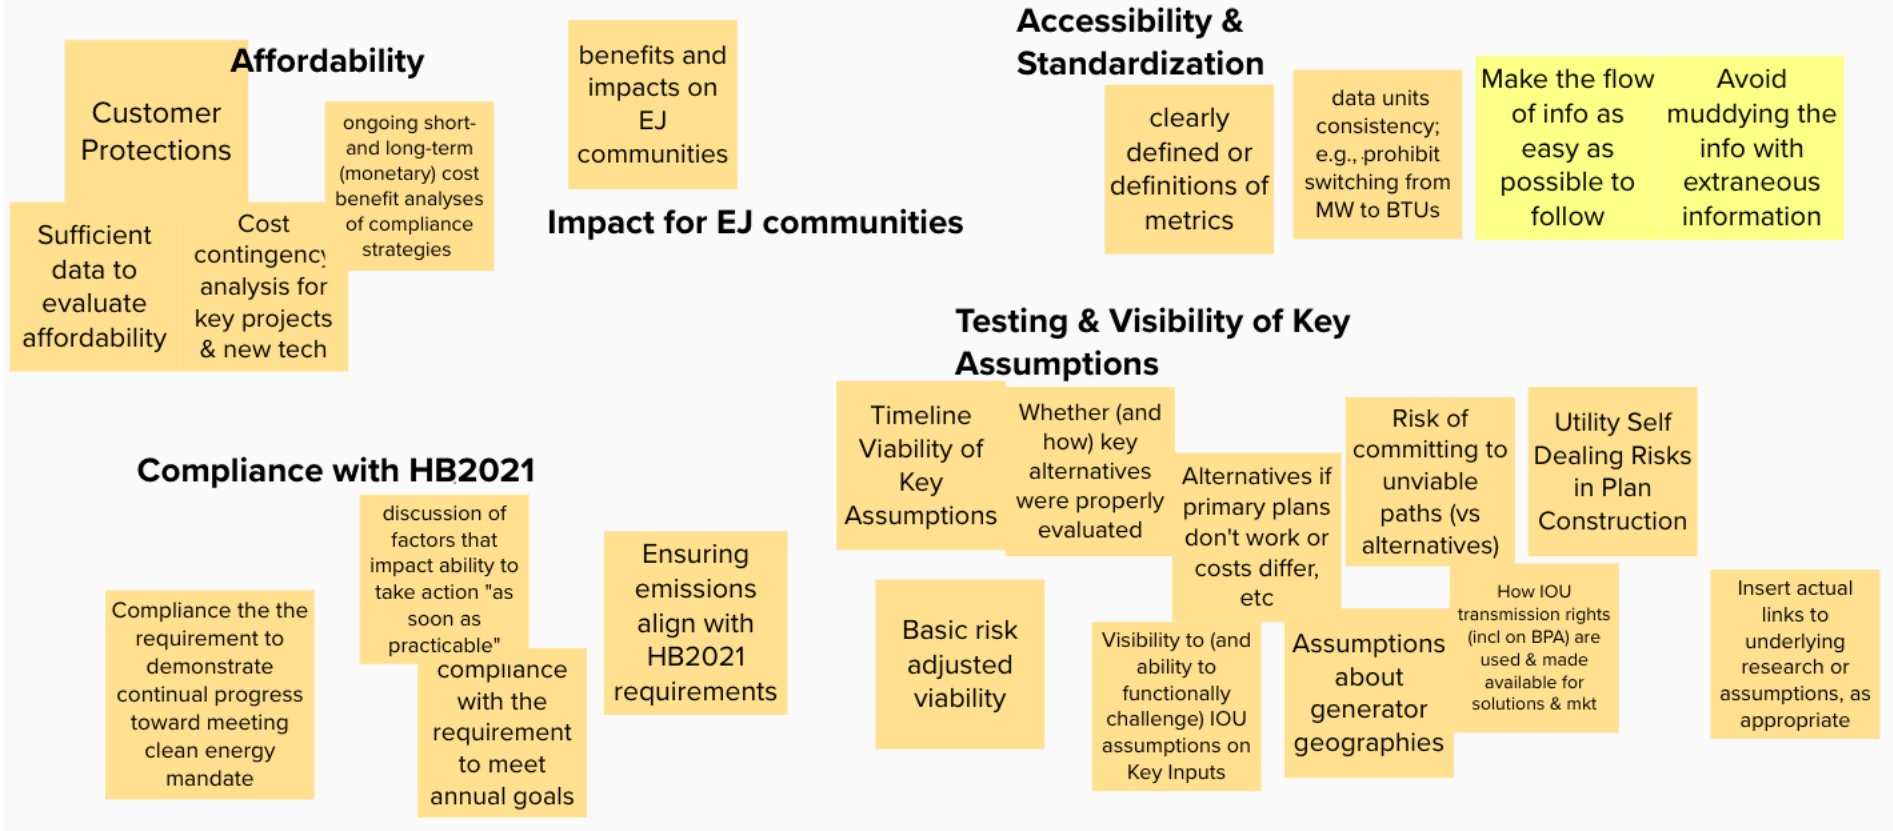 Affordability
Customer
Protections
ongoing short-
and long-term
(monetary) cost
benefit analyses
of compliance
strategies
Sufficient
data to
evaluate
affordability
Cost
contingency
analysis for
key projects
& new tech
benefits and
impacts on
EJ
communities
Impact for EJ communities
Accessibility &
Standardization
clearly
defined or
definitions of
metrics
data units
consistency;
e.g., prohibit
switching from
MW to BTUs
Make the flow
of info as
easy as
possible to
follow
Avoid
muddying the
info with
extraneous
information
Compliance with HB2021
discussion of
factors that
impact ability to
take action "as
soon as
practicable"
Compliance the the
requirement to
demonstrate
continual progress
toward meeting
clean energy
mandate
compliance
with the
requirement
to meet
annual goals
Ensuring
emissions
align with
HB2021
requirements
Testing & Visibility of Key
Assumptions
Timeline
Viability of
Key
Assumptions
Whether (and
how) key
alternatives
were properly
evaluated
Alternatives if
primary plans
don't work or
costs differ,
etc
Risk of
committing to
unviable
paths (vs
alternatives)
Utility Self
Dealing Risks
in Plan
Construction
Basic risk
adjusted
viability
Visibility to (and
ability to
functionally
challenge) IOU
assumptions on
Key Inputs
Assumptions
about
generator
geographies
How IOU
transmission rights
(incl on BPA) are
used & made
available for
solutions & mkt
Insert actual
links to
underlying
research or
assumptions, as
appropriate